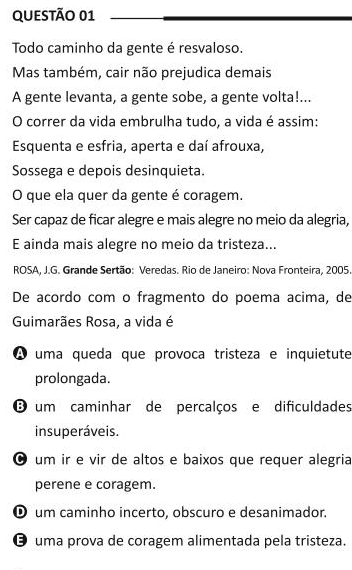 QUESTÃO 01
Todo caminho da gente é resvaloso.
Mas também, cair não prejudica demais
A gente levanta, a gente sobe, a gente volta!...
O correr da vida embrulha tudo, a vida é assim:
Esquenta e esfria, aperta e daí afrouxa,
Sossega e depois desinquieta.
O que ela quer da gente é coragem.
Ser capaz de ficar alegre e mais alegre no meio da alegria,
E ainda mais alegre no meio da tristeza...
ROSA, J.G. Grande Sertão: Veredas. Rio de Janeiro: Nova Fronteira, 2005.
De acordo com o fragmento do poema acima, de
Guimarães Rosa, a vida é
A uma queda que provoca tristeza e inquietute
prolongada.
B um caminhar de percalços e dificuldades
insuperáveis.
C um ir e vir de altos e baixos que requer alegria
perene e coragem.
D um caminho incerto, obscuro e desanimador.
E uma prova de coragem alimentada pela tristeza.